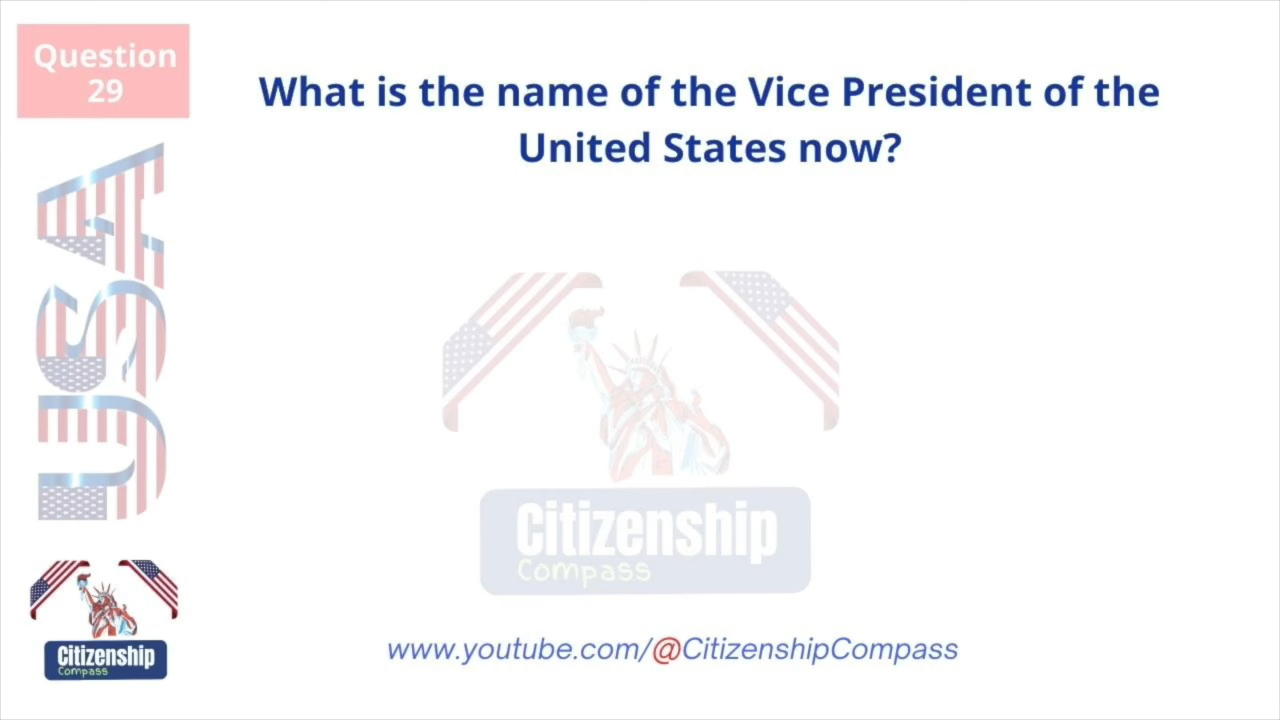 Question
29
What is the name of the Vice President of the
United States now?
USA
Citizenship
Compass
www.youtube.com/@CitizenshipCompass
Citizenship
Compass